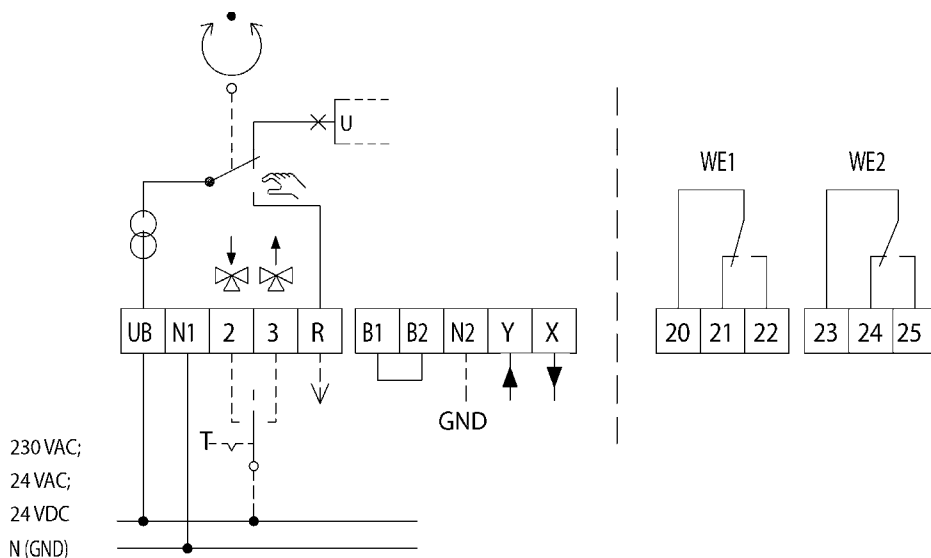 U
WE1 WE2
UB N1 2 3 R B1 B2 N2 Y X 20 21 22 23 24 25
GND
T
230 VAC;
24 VAC;
24 VDC
N (GND)